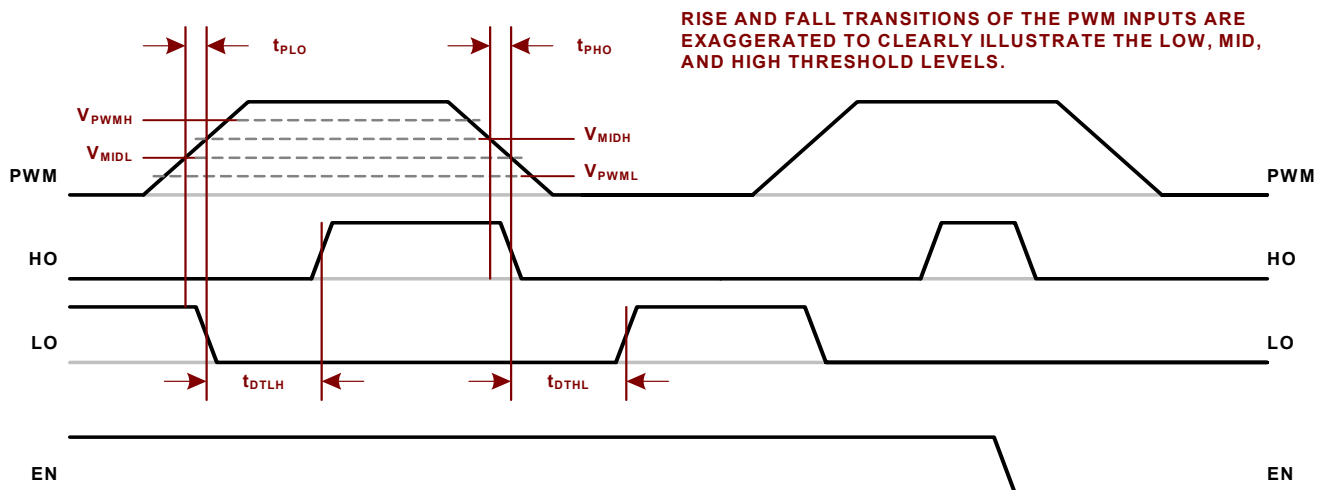 RISE AND FALL TRANSITIONS OF THE PWM INPUTS ARE
EXAGGERATED TO CLEARLY ILLUSTRATE THE LOW, MID,
AND HIGH THRESHOLD LEVELS.
tPLO
tPHO
VPWMH
VMIDH
VMIDL
VPWML
PWM
PWM
HO
HO
LO
LO
tDTLH
tDTHL
EN
EN